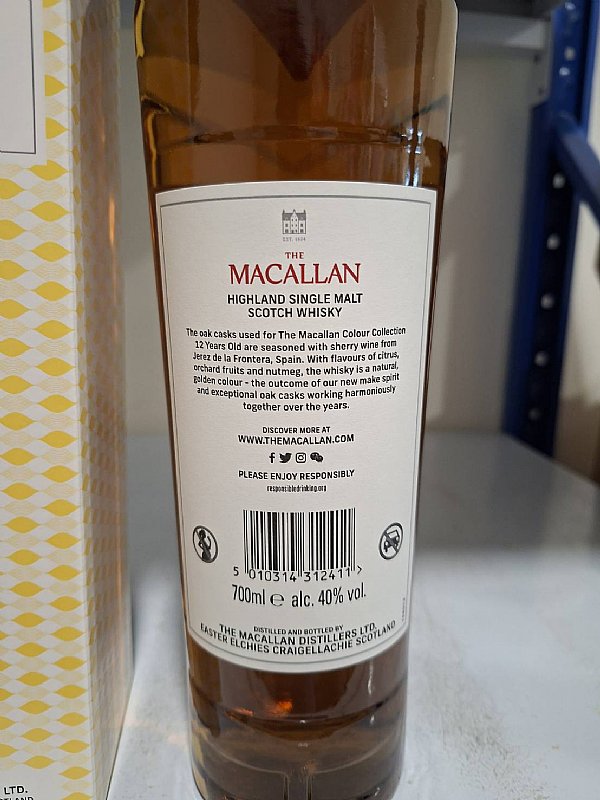 EST. 1824
THE
MACALLAN
HIGHLAND SINGLE MALT
SCOTCH WHISKY
The oak casks used for The Macallan Colour Collection
12 Years Old are seasoned with sherry wine from
Jerez de la Frontera, Spain. With flavours of citrus,
orchard fruits and nutmeg, the whisky is a natural,
golden colour - the outcome of our new make spirit
and exceptional oak casks working harmoniously
together over the years.
DISCOVER MORE AT
WWW.THEMACALLAN.COM
PLEASE ENJOY RESPONSIBLY
responsibledrinking.org
5 010314 312411 >
700ml e alc. 40% vol.
DISTILLED AND BOTTLED BY
THE MACALLAN DISTILLERS LTD.
EASTER ELCHIES CRAIGELLACHIE SCOTLAND
LTD.